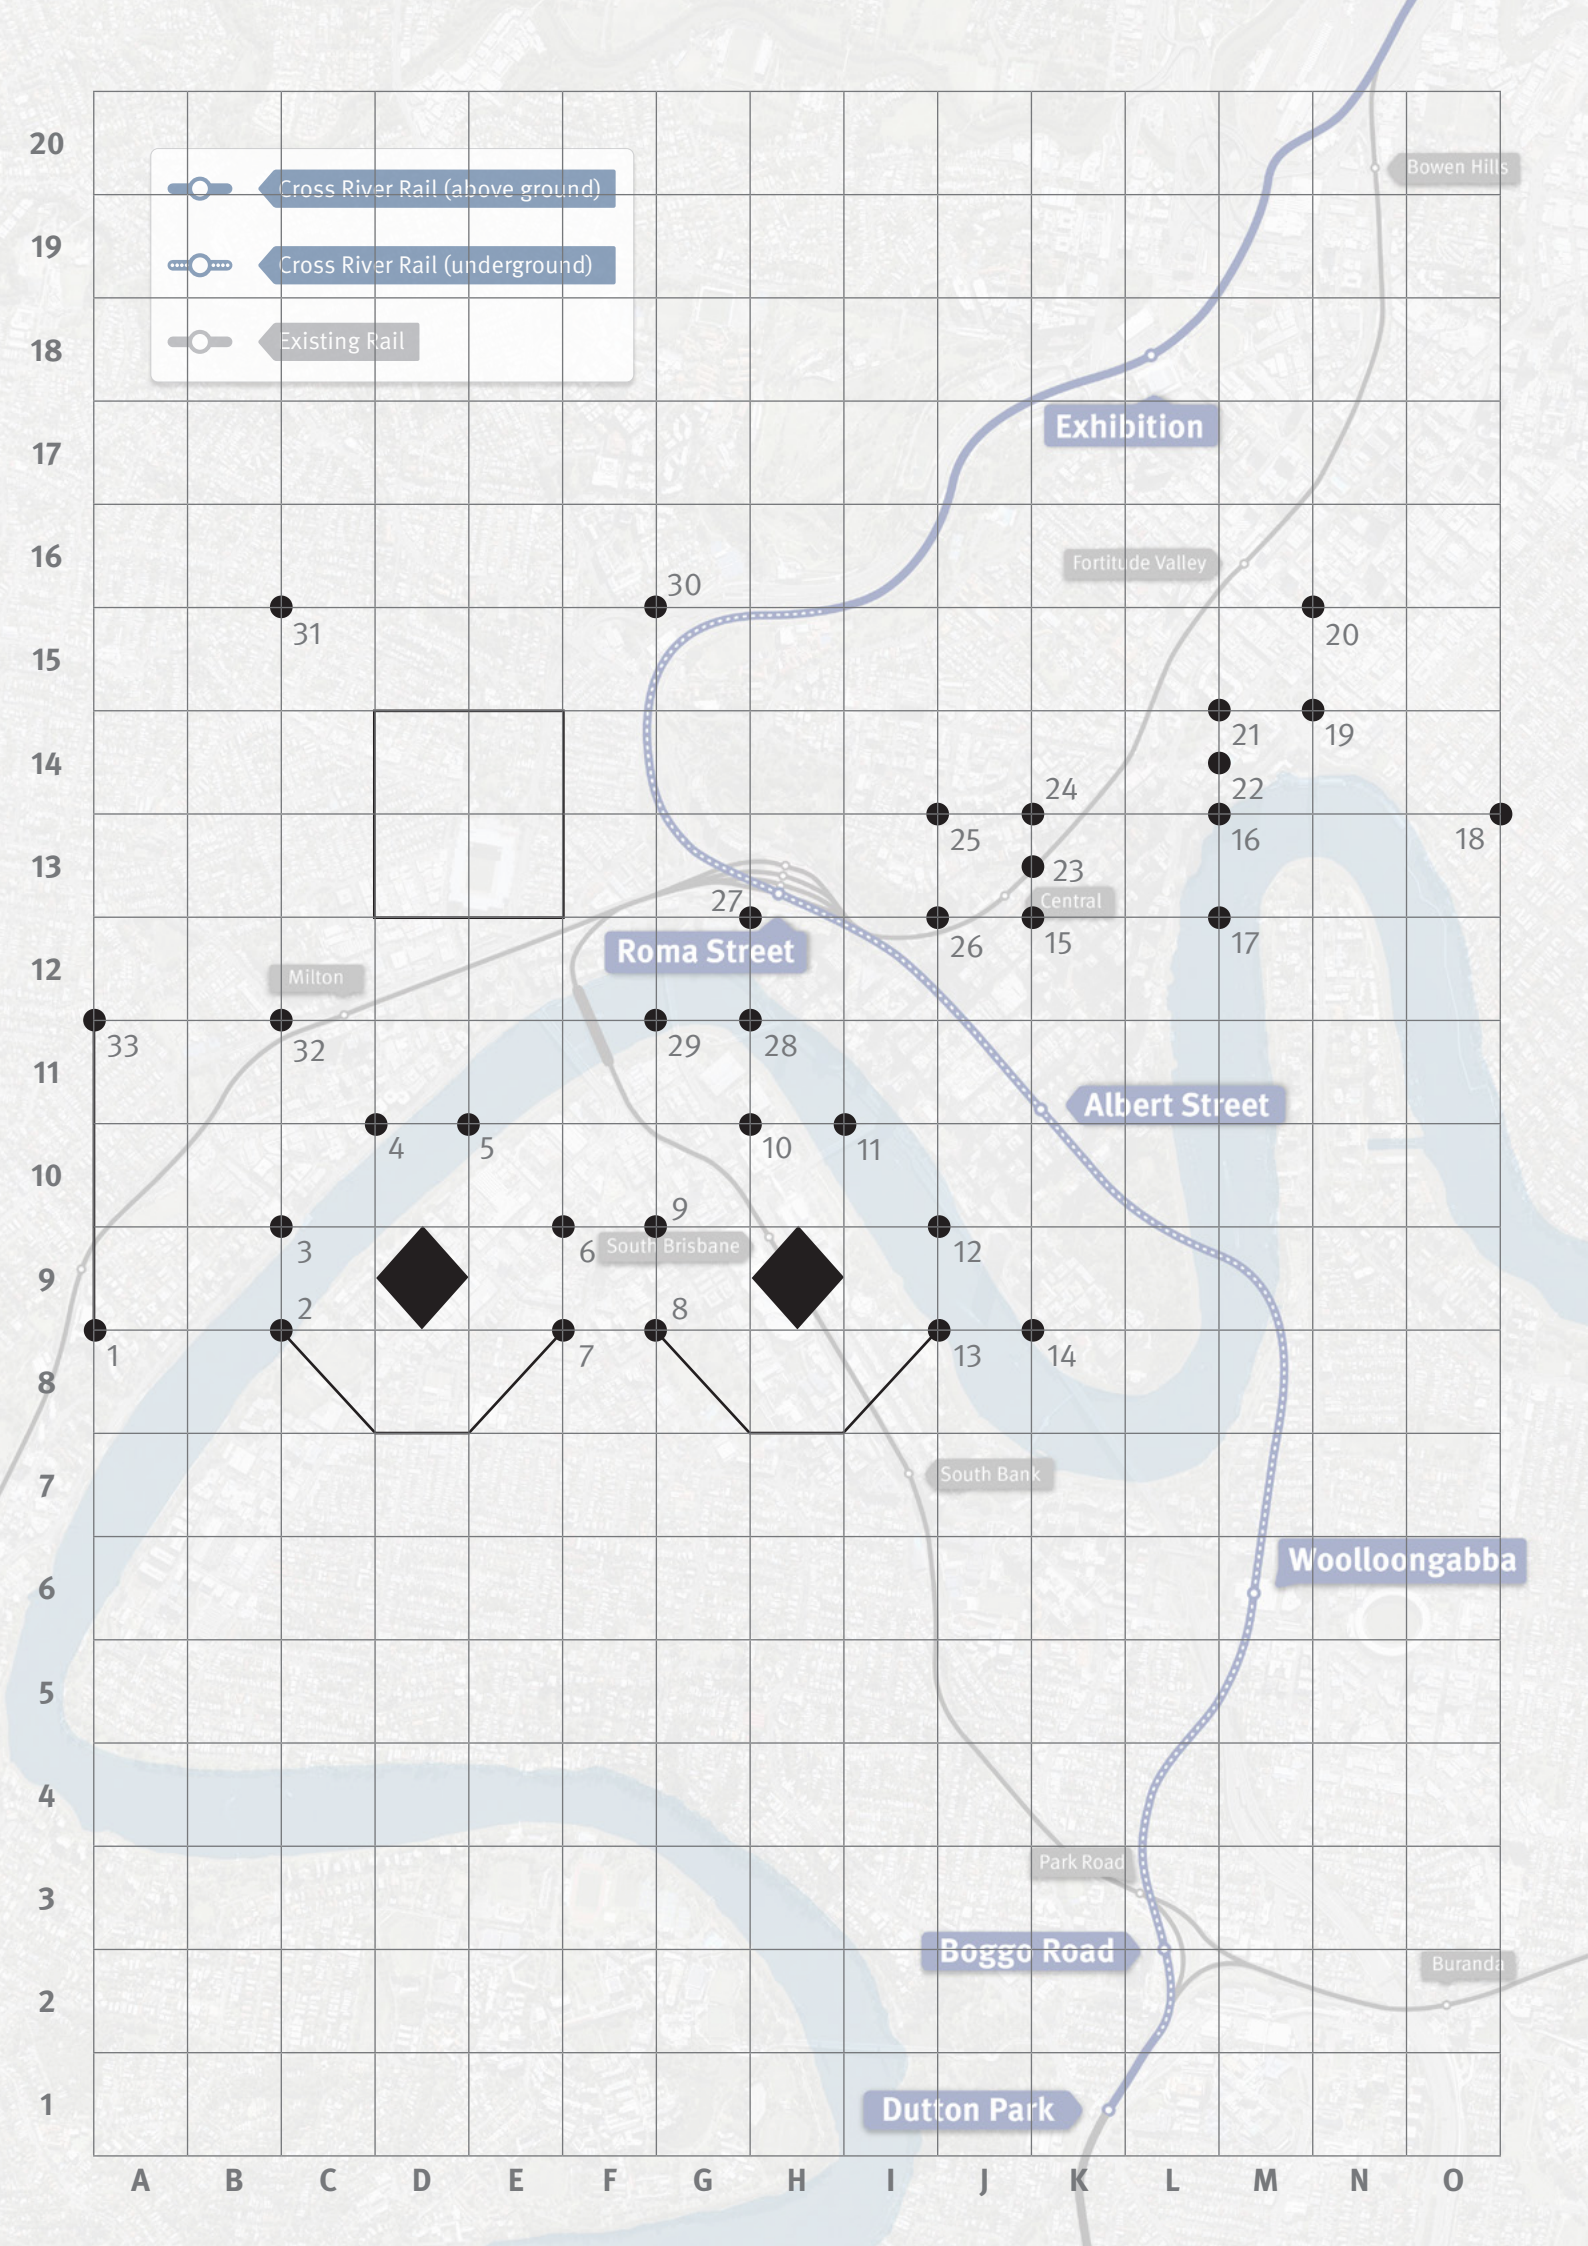 20
Bowen Hills
Cross River Rail (above ground)
19
Cross River Rail (underground)
18
Existing Rail
Exhibition
17
16
Fortitude Valley
30
31
20
15
21
19
14
22
24
25
16
18
13
23
27
Central
26
15
17
Roma Street
12
Milton
33
32
29
28
11
Albert Street
4
5
10
11
10
9
3
6
South Brisbane
12
9
2
8
1
7
13
14
8
South Bank
7
Woolloongabba
6
5
4
Park Road
3
Boggo Road
Buranda
2
1
Dutton Park
A B C D E F G H I J K L M N O